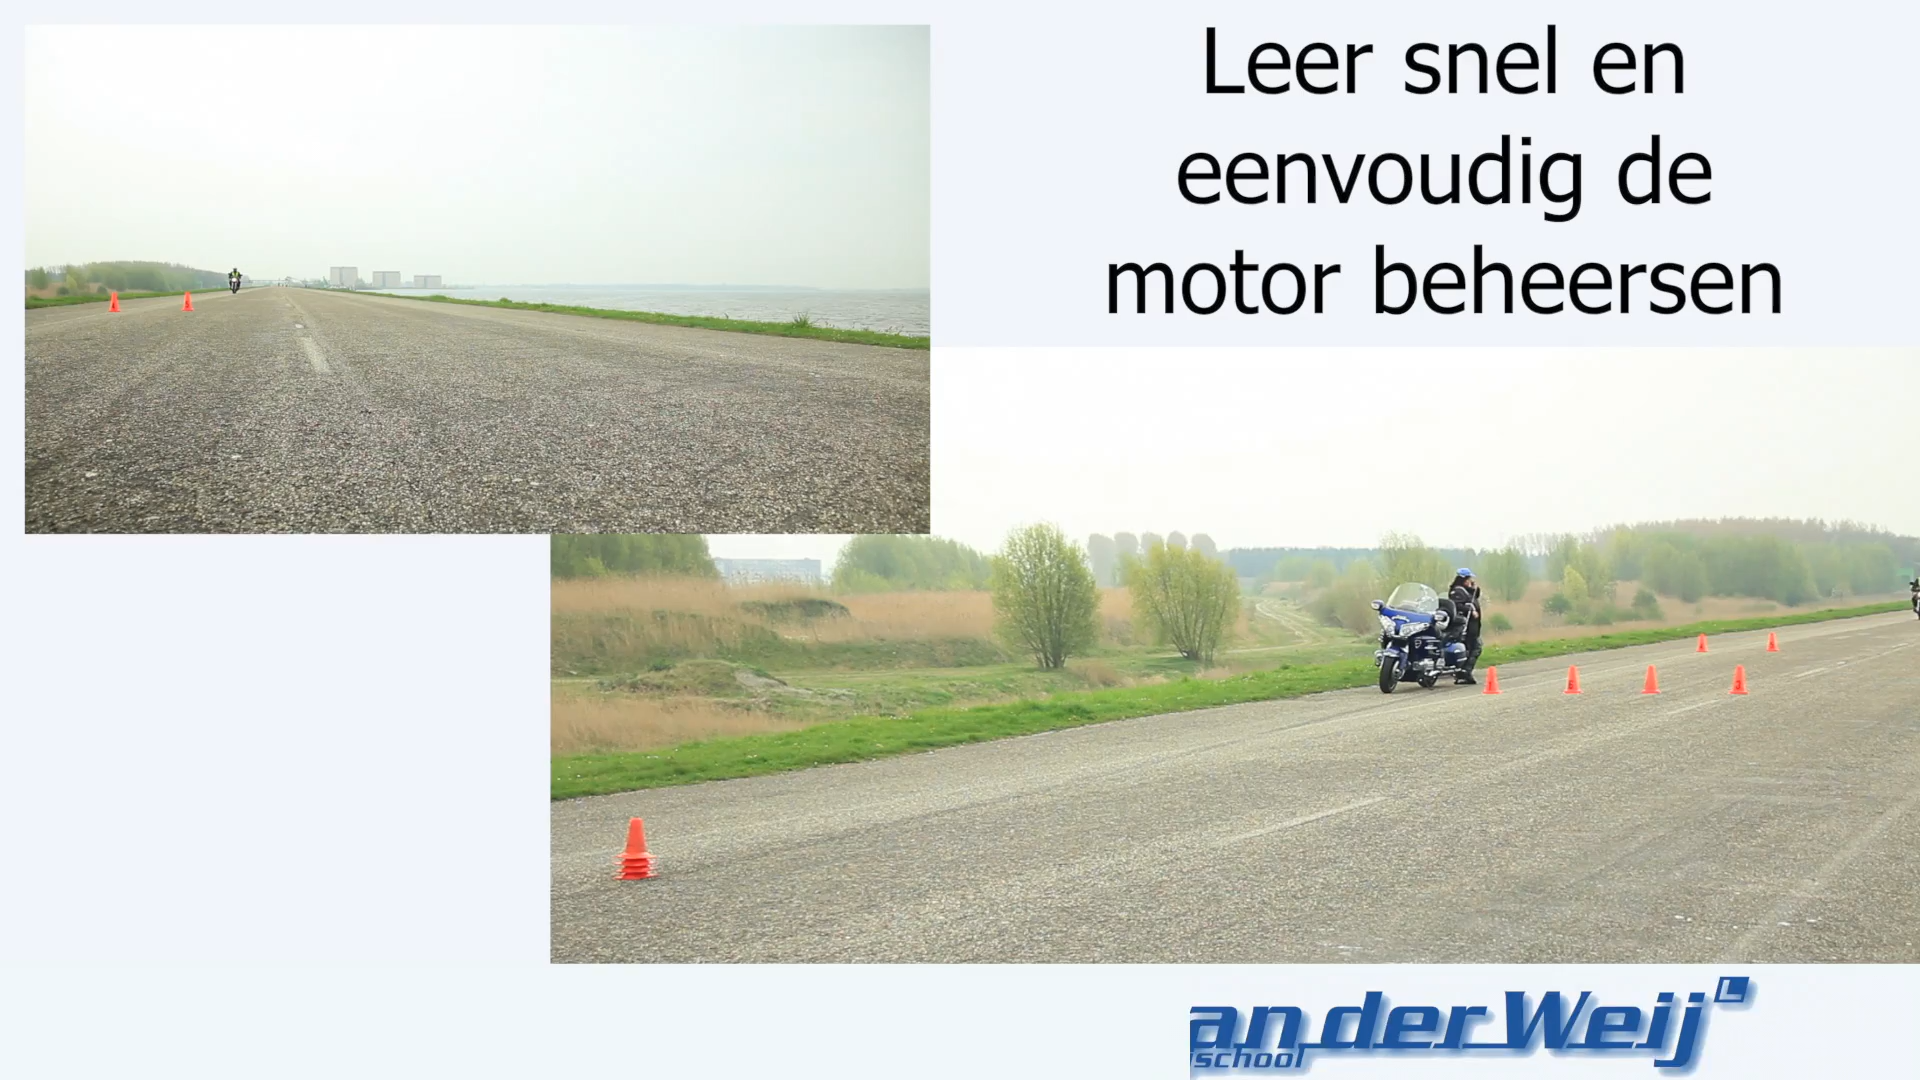 Leer snel en
eenvoudig de
motor beheersen
an der Weij L
school